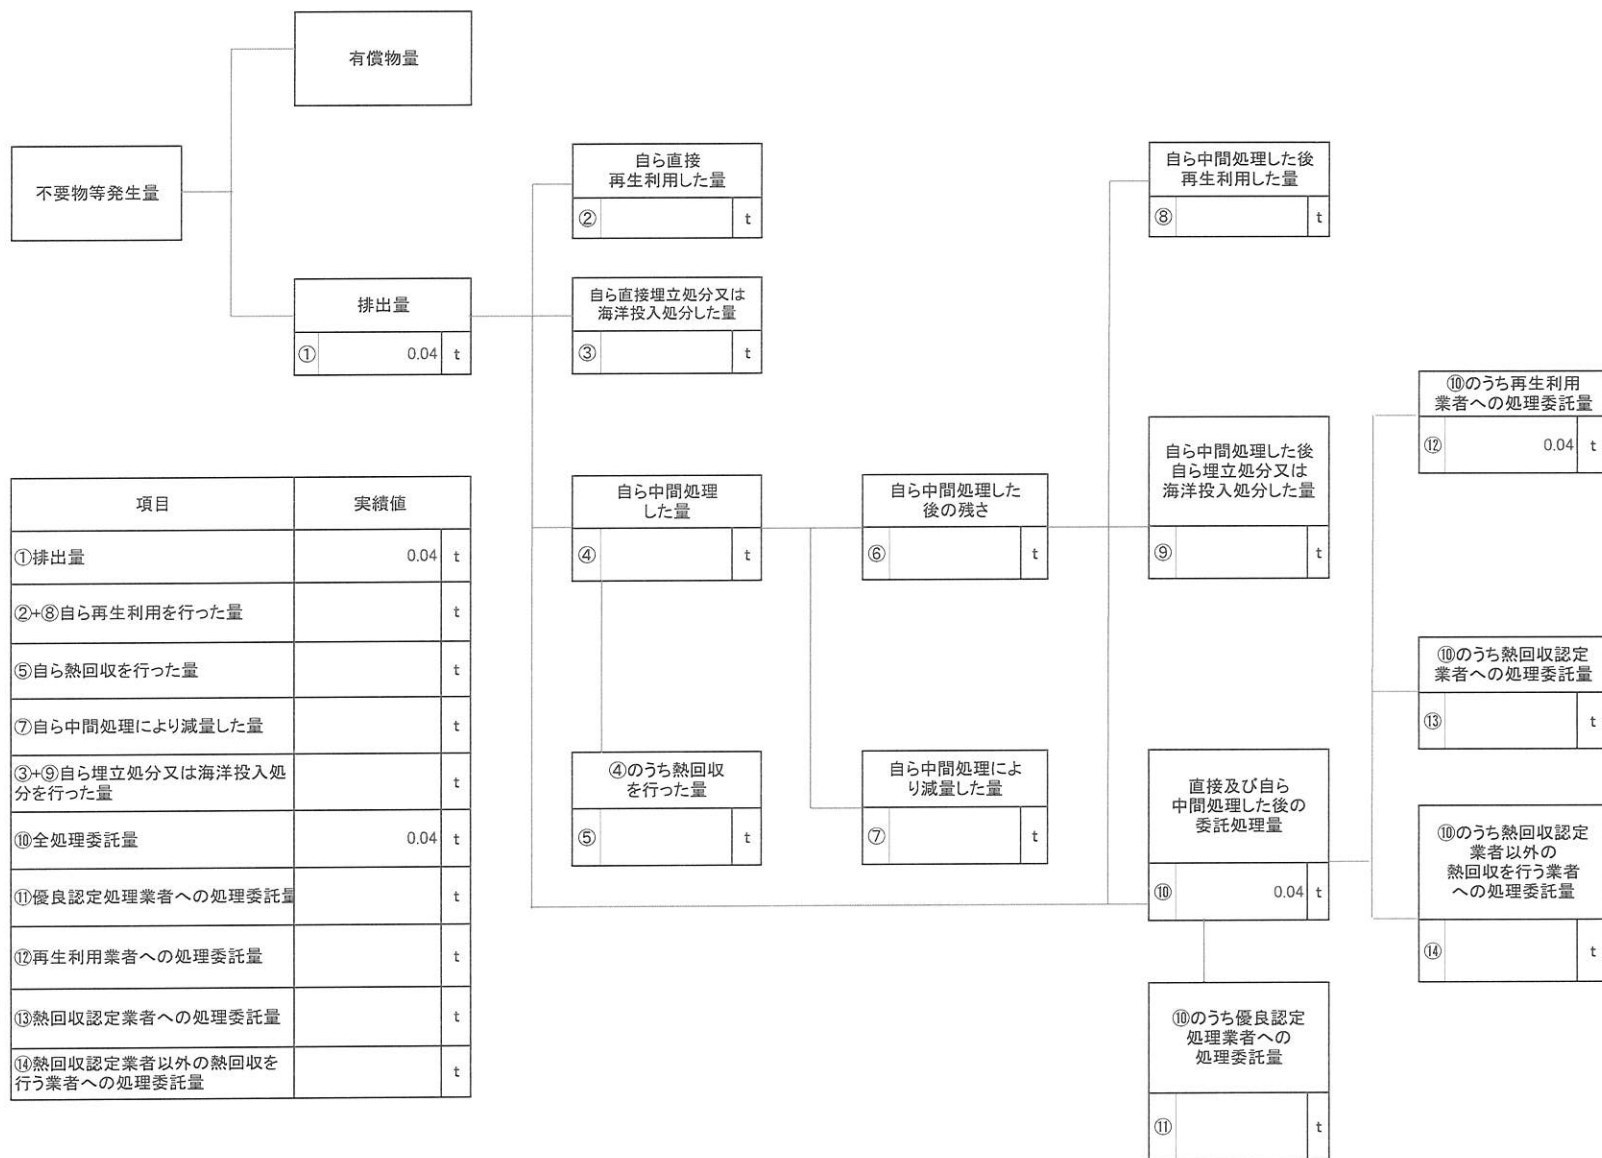 有償物量
不要物等発生量
排出量
① 0.04 t
自ら直接
再生利用した量
② t
自ら直接埋立処分又は
海洋投入処分した量
③ t
自ら中間処理
した量
④ t
④のうち熱回収
を行った量
⑤ t
自ら中間処理した
後の残さ
⑥ t
自ら中間処理によ
り減量した量
⑦ t
自ら中間処理した後
再生利用した量
⑧ t
自ら中間処理した後
自ら埋立処分又は
海洋投入処分した量
⑨ t
直接及び自ら
中間処理した後の
委託処理量
⑩ 0.04 t
⑩のうち優良認定
処理業者への
処理委託量
⑪ t
⑩のうち再生利用
業者への処理委託量
⑫ 0.04 t
⑩のうち熱回収認定
業者への処理委託量
⑬ t
⑩のうち熱回収認定
業者以外の
熱回収を行う業者
への処理委託量
⑭ t
項目 実績値
①排出量 0.04 t
②+⑧自ら再生利用を行った量 t
⑤自ら熱回収を行った量 t
⑦自ら中間処理により減量した量 t
③+⑨自ら埋立処分又は海洋投入処
分を行った量 t
⑩全処理委託量 0.04 t
⑪優良認定処理業者への処理委託量 t
⑫再生利用業者への処理委託量 t
⑬熱回収認定業者への処理委託量 t
⑭熱回収認定業者以外の熱回収を
行う業者への処理委託量 t